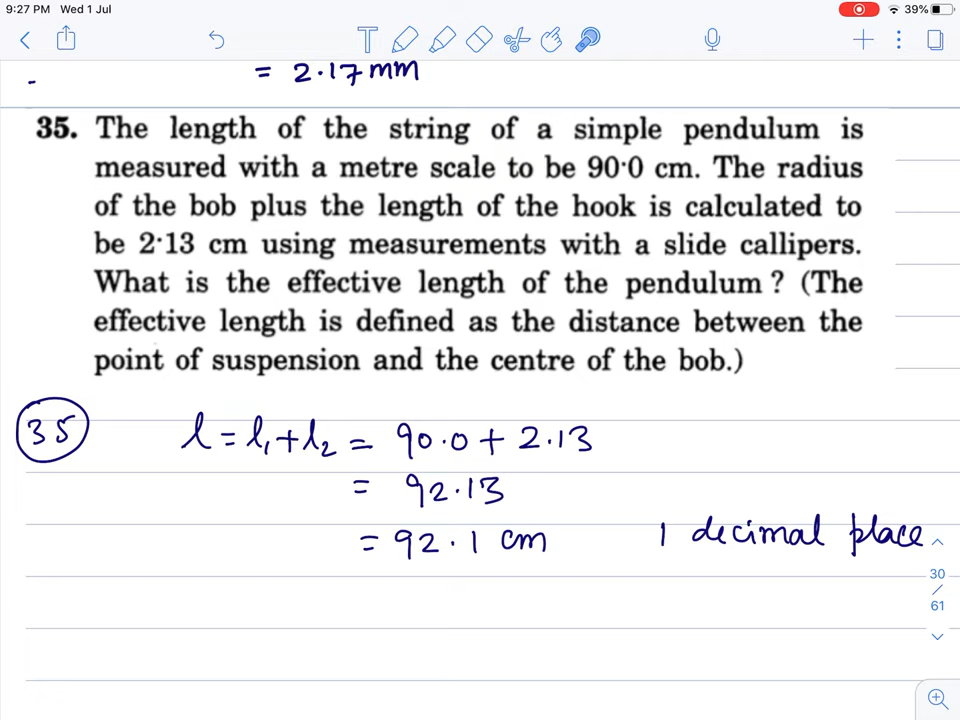 9:27 PM Wed 1 Jul
39%
= 2.17mm
35. The length of the string of a simple pendulum is
measured with a metre scale to be 90·0 cm. The radius
of the bob plus the length of the hook is calculated to
be 2·13 cm using measurements with a slide callipers.
What is the effective length of the pendulum ? (The
effective length is defined as the distance between the
point of suspension and the centre of the bob.)
35 l = l₁ + l₂ = 90.0 + 2.13
= 92.13
= 92.1 cm 1 decimal place
30
/
61